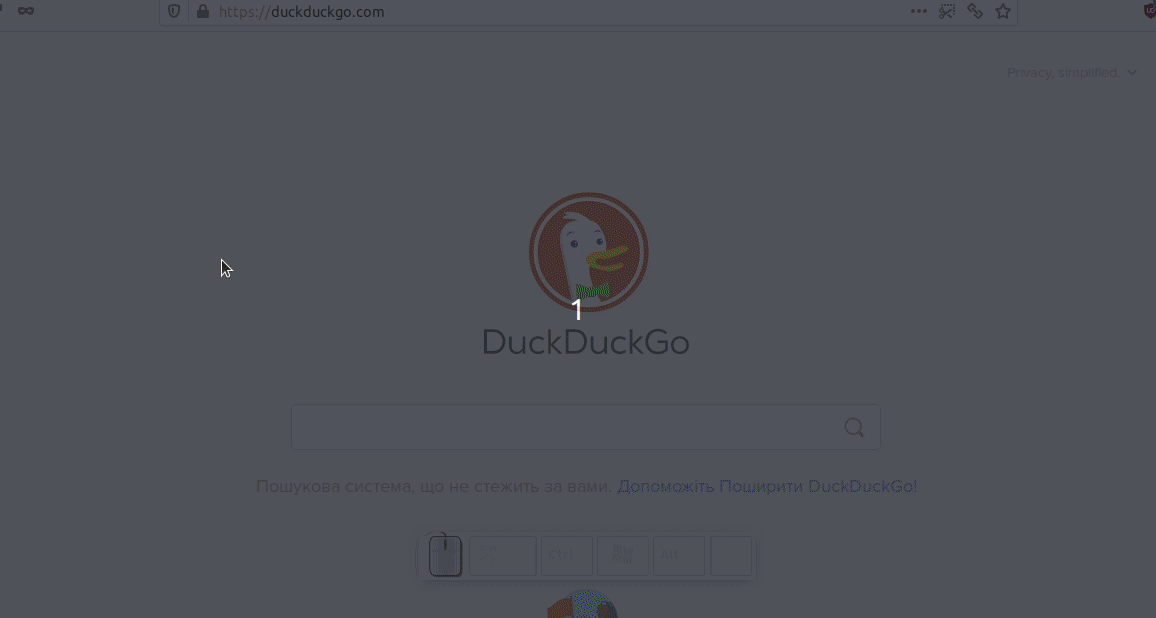 https://duckduckgo.com
Privacy, simplified.
1
DuckDuckGo
Пошукова система, що не стежить за вами. Допоможіть Поширити DuckDuckGo!
Ctrl
Alt